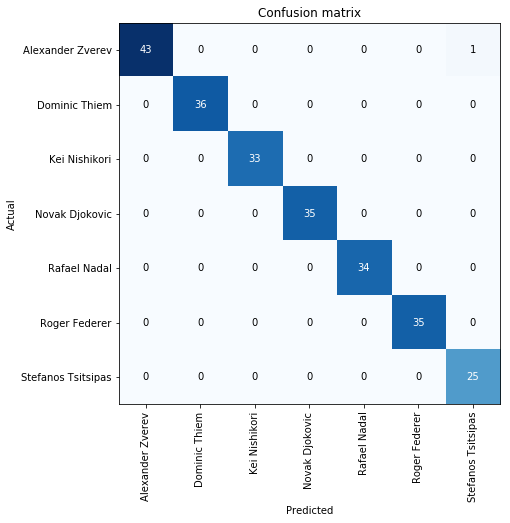 Confusion matrix
Alexander Zverev 43 0 0 0 0 0 1
Dominic Thiem 0 36 0 0 0 0 0
Kei Nishikori 0 0 33 0 0 0 0
Novak Djokovic 0 0 0 35 0 0 0
Rafael Nadal 0 0 0 0 34 0 0
Roger Federer 0 0 0 0 0 35 0
Stefanos Tsitsipas 0 0 0 0 0 0 25
Actual
Alexander Zverev
Dominic Thiem
Kei Nishikori
Novak Djokovic
Rafael Nadal
Roger Federer
Stefanos Tsitsipas
Predicted